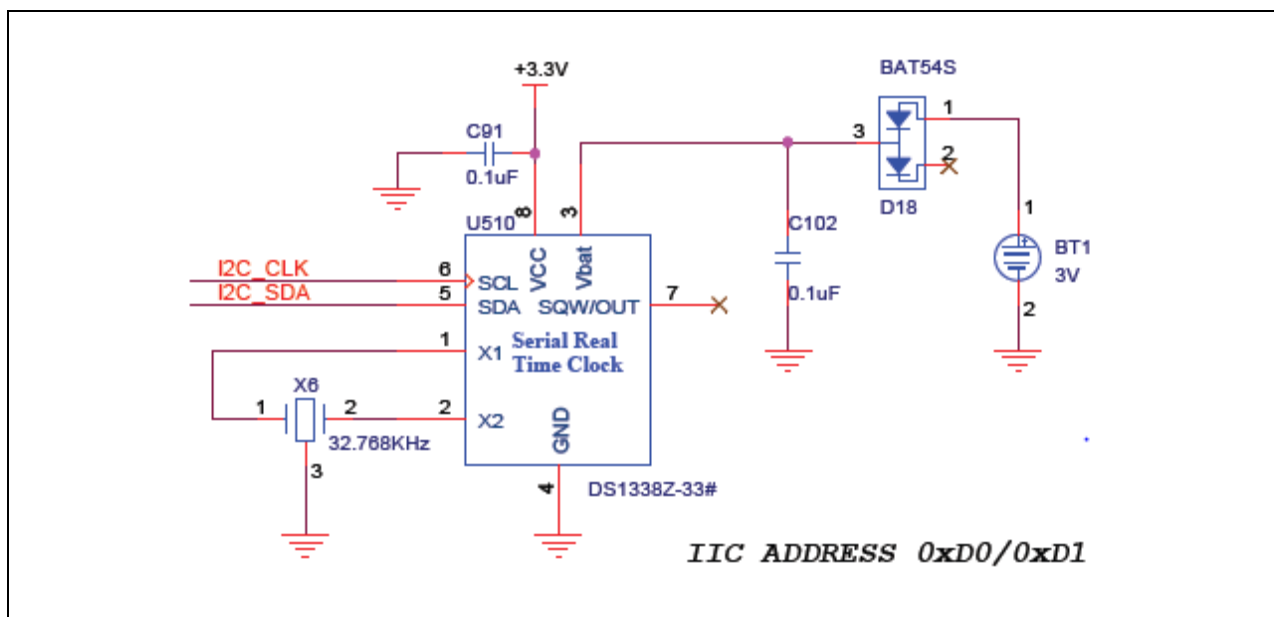 +3.3V
BAT54S
C91
0.1uF
1
3
2
D18
U510
8
3
C102
0.1uF
1
BT1
3V
2
VCC
Vbat
I2C_CLK
6
SCL
I2C_SDA
5
SDA
SQW/OUT
7
1
X1
Serial Real
Time Clock
X6
1
2
2
X2
32.768KHz
3
GND
4
DS1338Z-33#
IIC ADDRESS 0xD0/0xD1